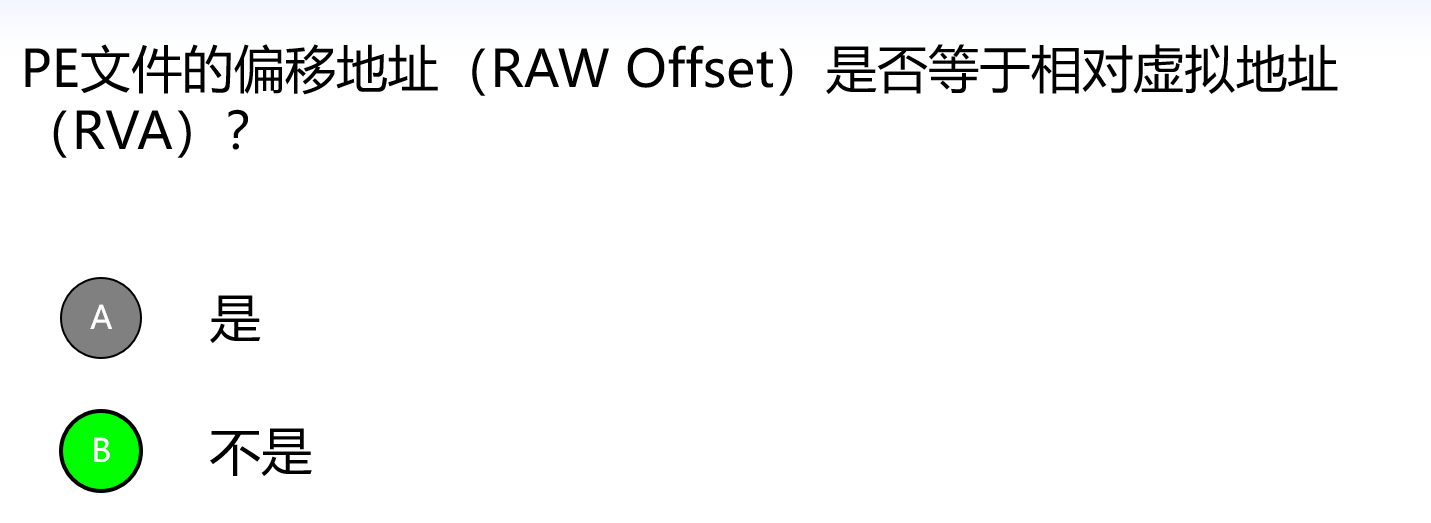 PE文件的偏移地址（RAW Offset）是否等于相对虚拟地址
（RVA）?
A 是
B 不是